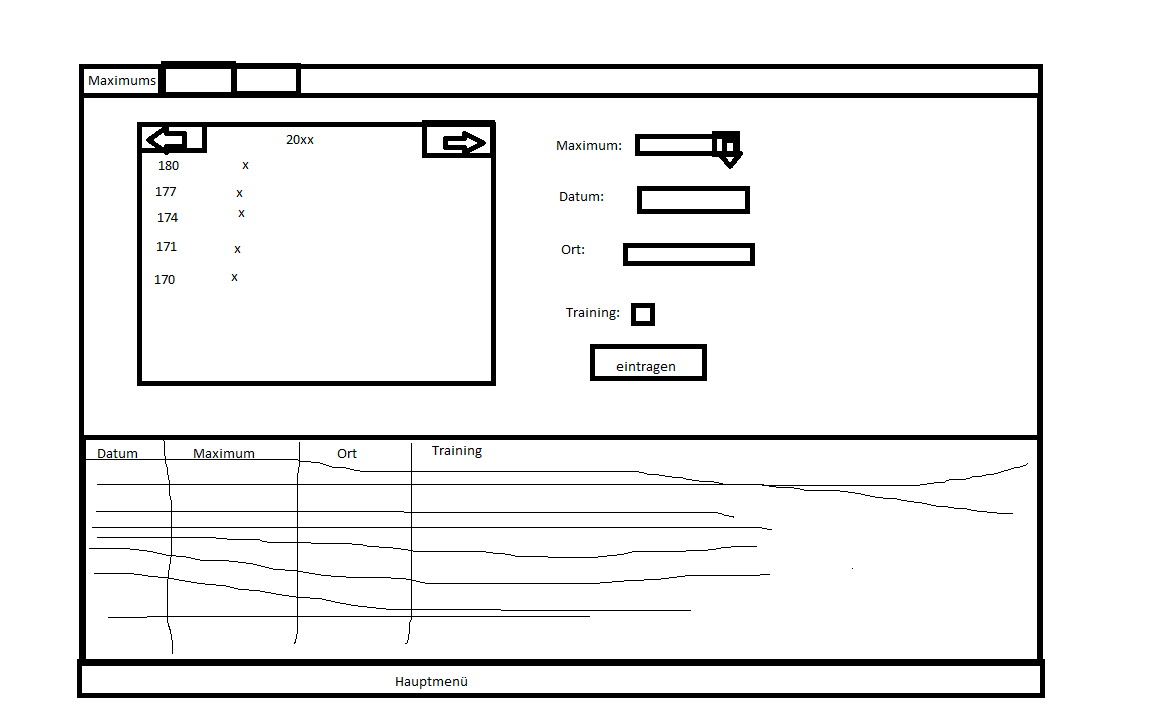 Maximums
20xx
180 x
177 x
174 x
171 x
170 x
Maximum:
Datum:
Ort:
Training:
eintragen
Datum Maximum Ort Training
Hauptmenü